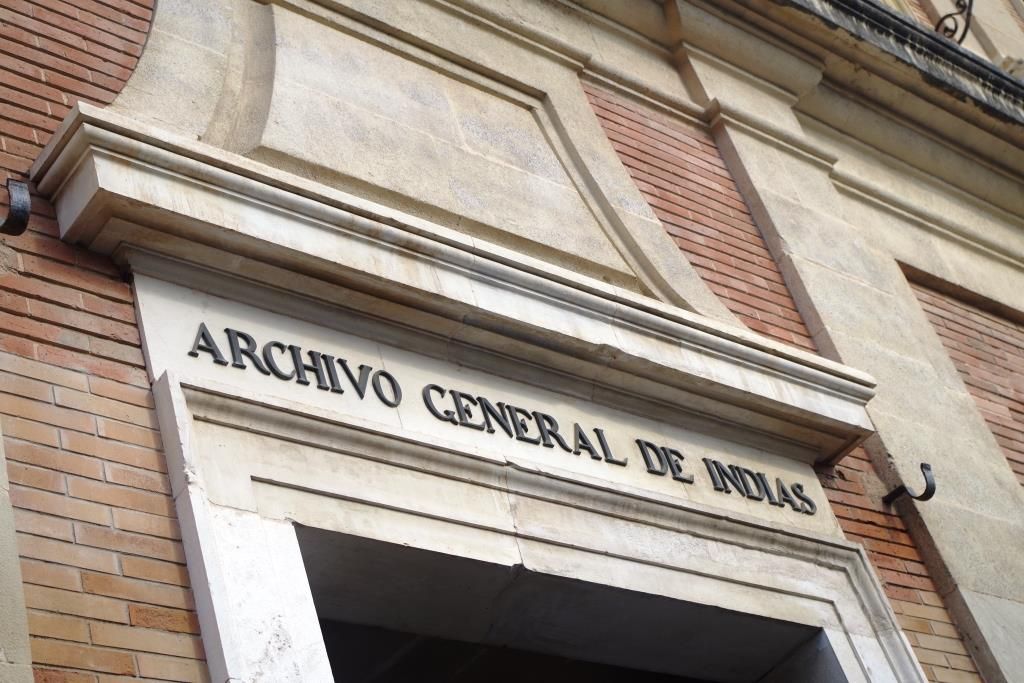 ARCHIVO GENERAL DE INDIAS